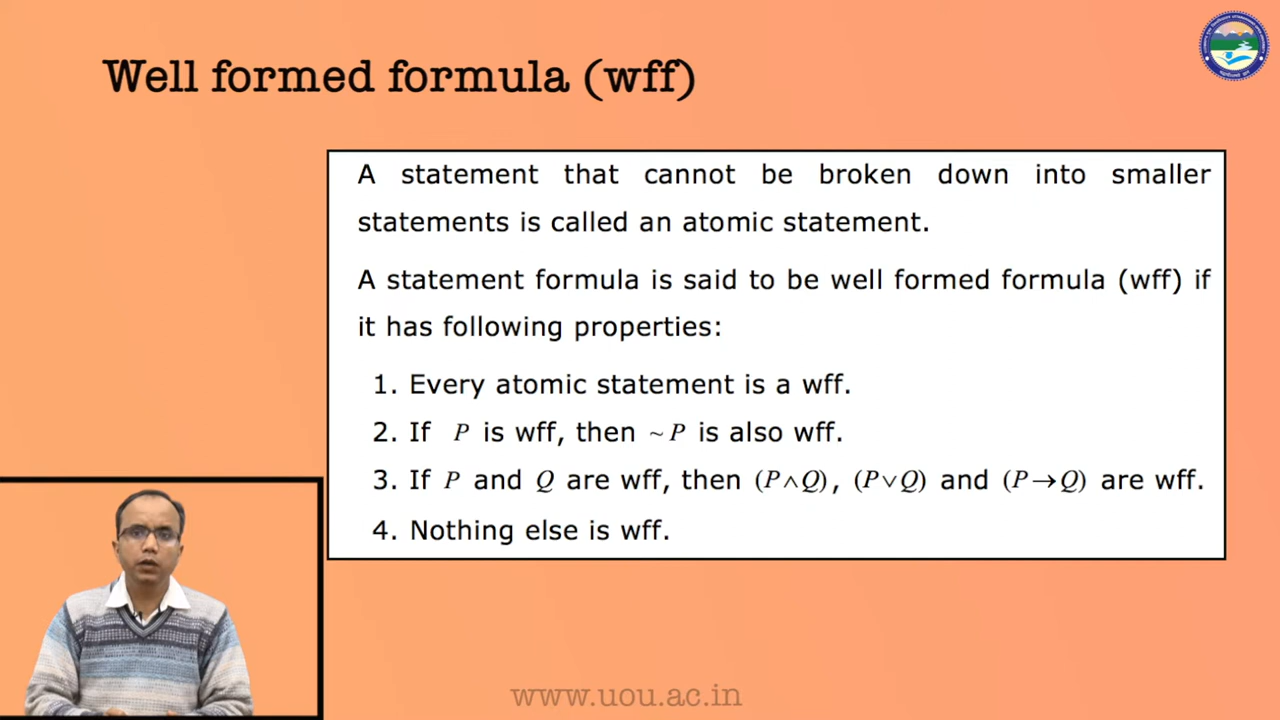 Well formed formula (wff)
A statement that cannot be broken down into smaller
statements is called an atomic statement.
A statement formula is said to be well formed formula (wff) if
it has following properties:
1. Every atomic statement is a wff.
2. If P is wff, then ~ P is also wff.
3. If P and Q are wff, then (P∧Q), (P∨Q) and (P→Q) are wff.
4. Nothing else is wff.
www.uou.ac.in